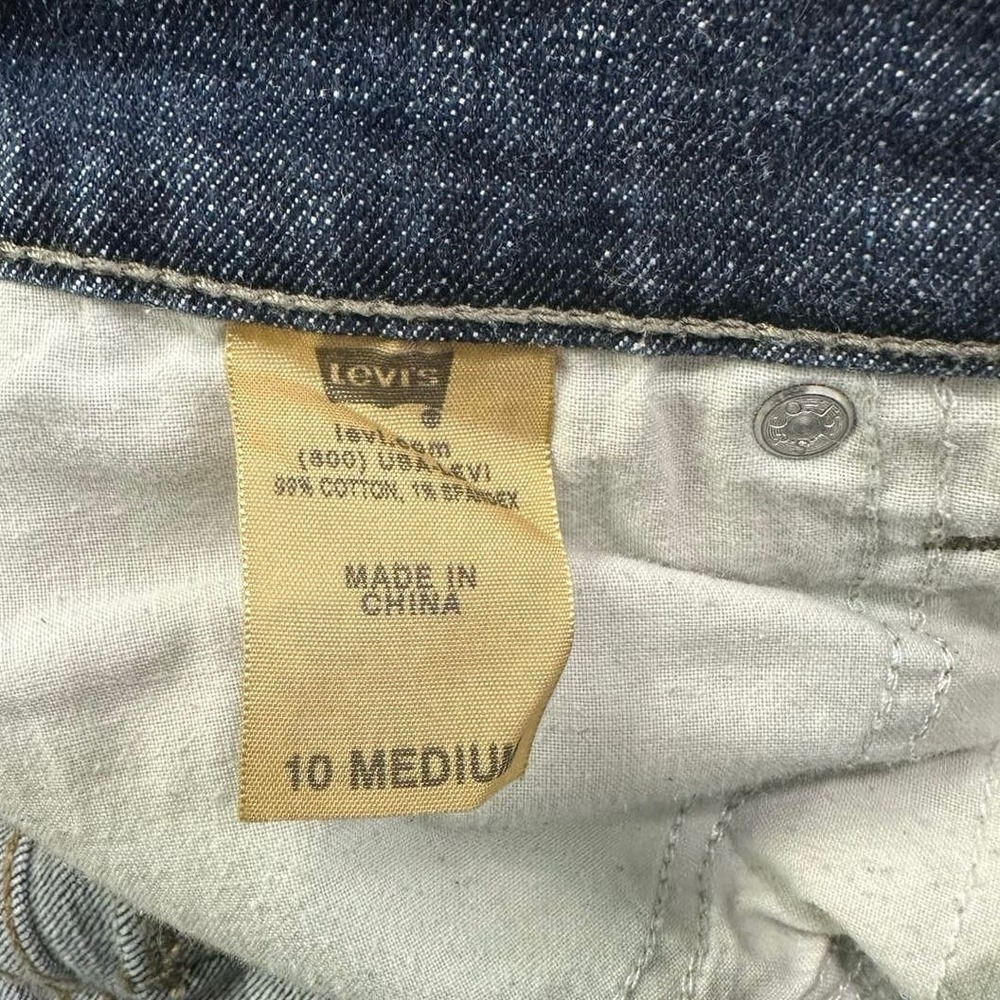 LEVI'S
levi.com
(800) USA-LEVI
99% COTTON, 1% SPANDEX
MADE IN
CHINA
10 MEDIUM